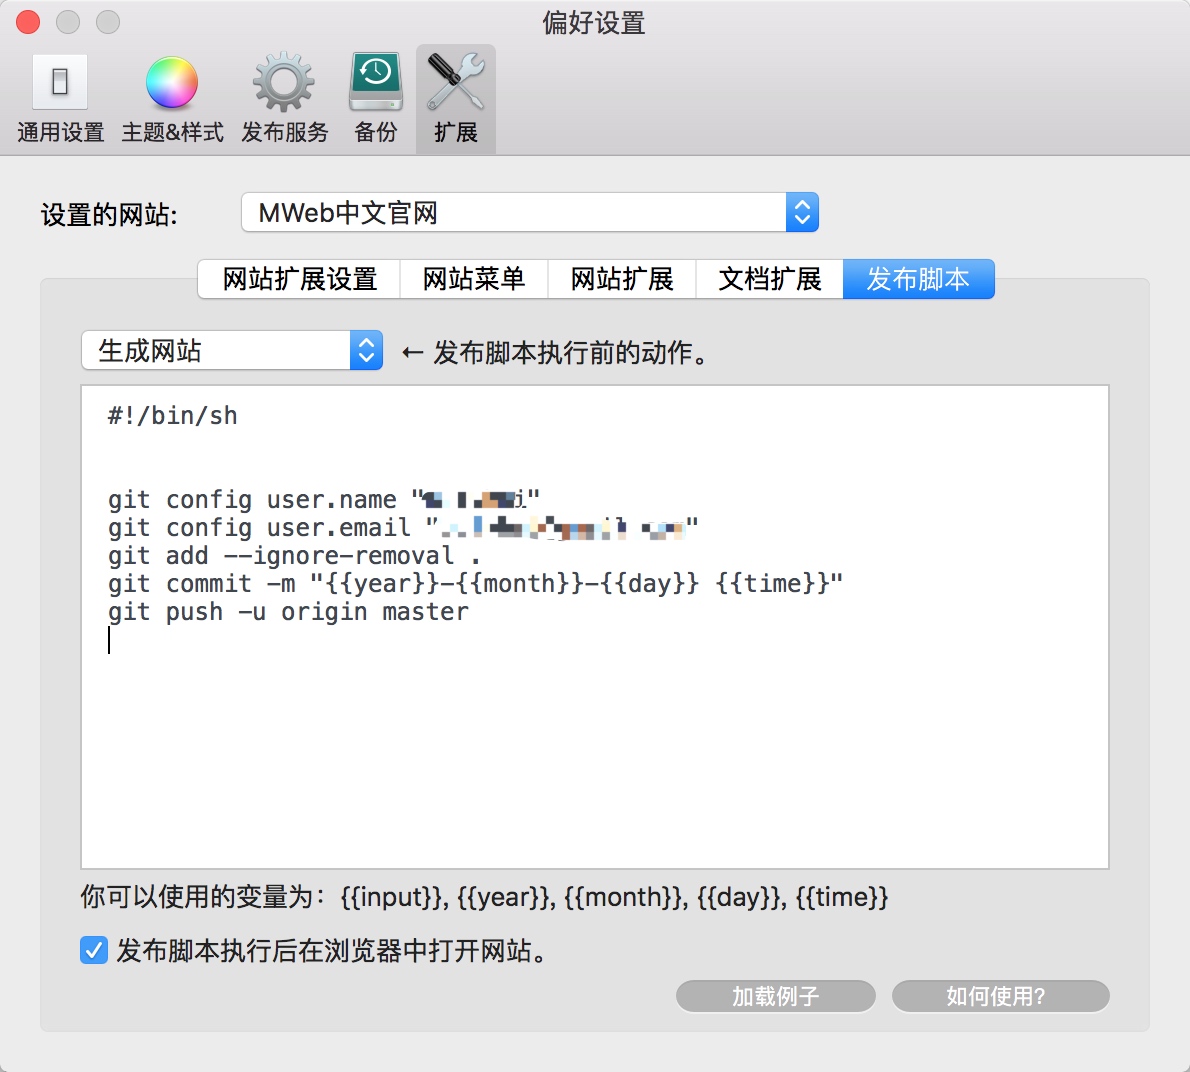 偏好设置
通用设置 主题&样式 发布服务 备份 扩展
设置的网站: MWeb中文官网
网站扩展设置 网站菜单 网站扩展 文档扩展 发布脚本
生成网站 ← 发布脚本执行前的动作。
#!/bin/sh
git config user.name "
git config user.email "
git add --ignore-removal .
git commit -m "{{year}}-{{month}}-{{day}} {{time}}"
git push -u origin master
你可以使用的变量为：{{input}}, {{year}}, {{month}}, {{day}}, {{time}}
发布脚本执行后在浏览器中打开网站。
加载例子 如何使用?